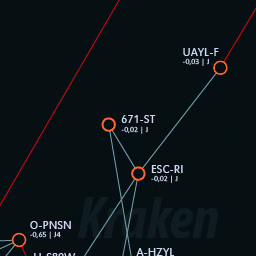 UAYL-F
-0,03 | J
671-ST
-0,02 | J
ESC-RI
-0,02 | J
Kraken
O-PNSN
-0,65 | J4
A-HZYL